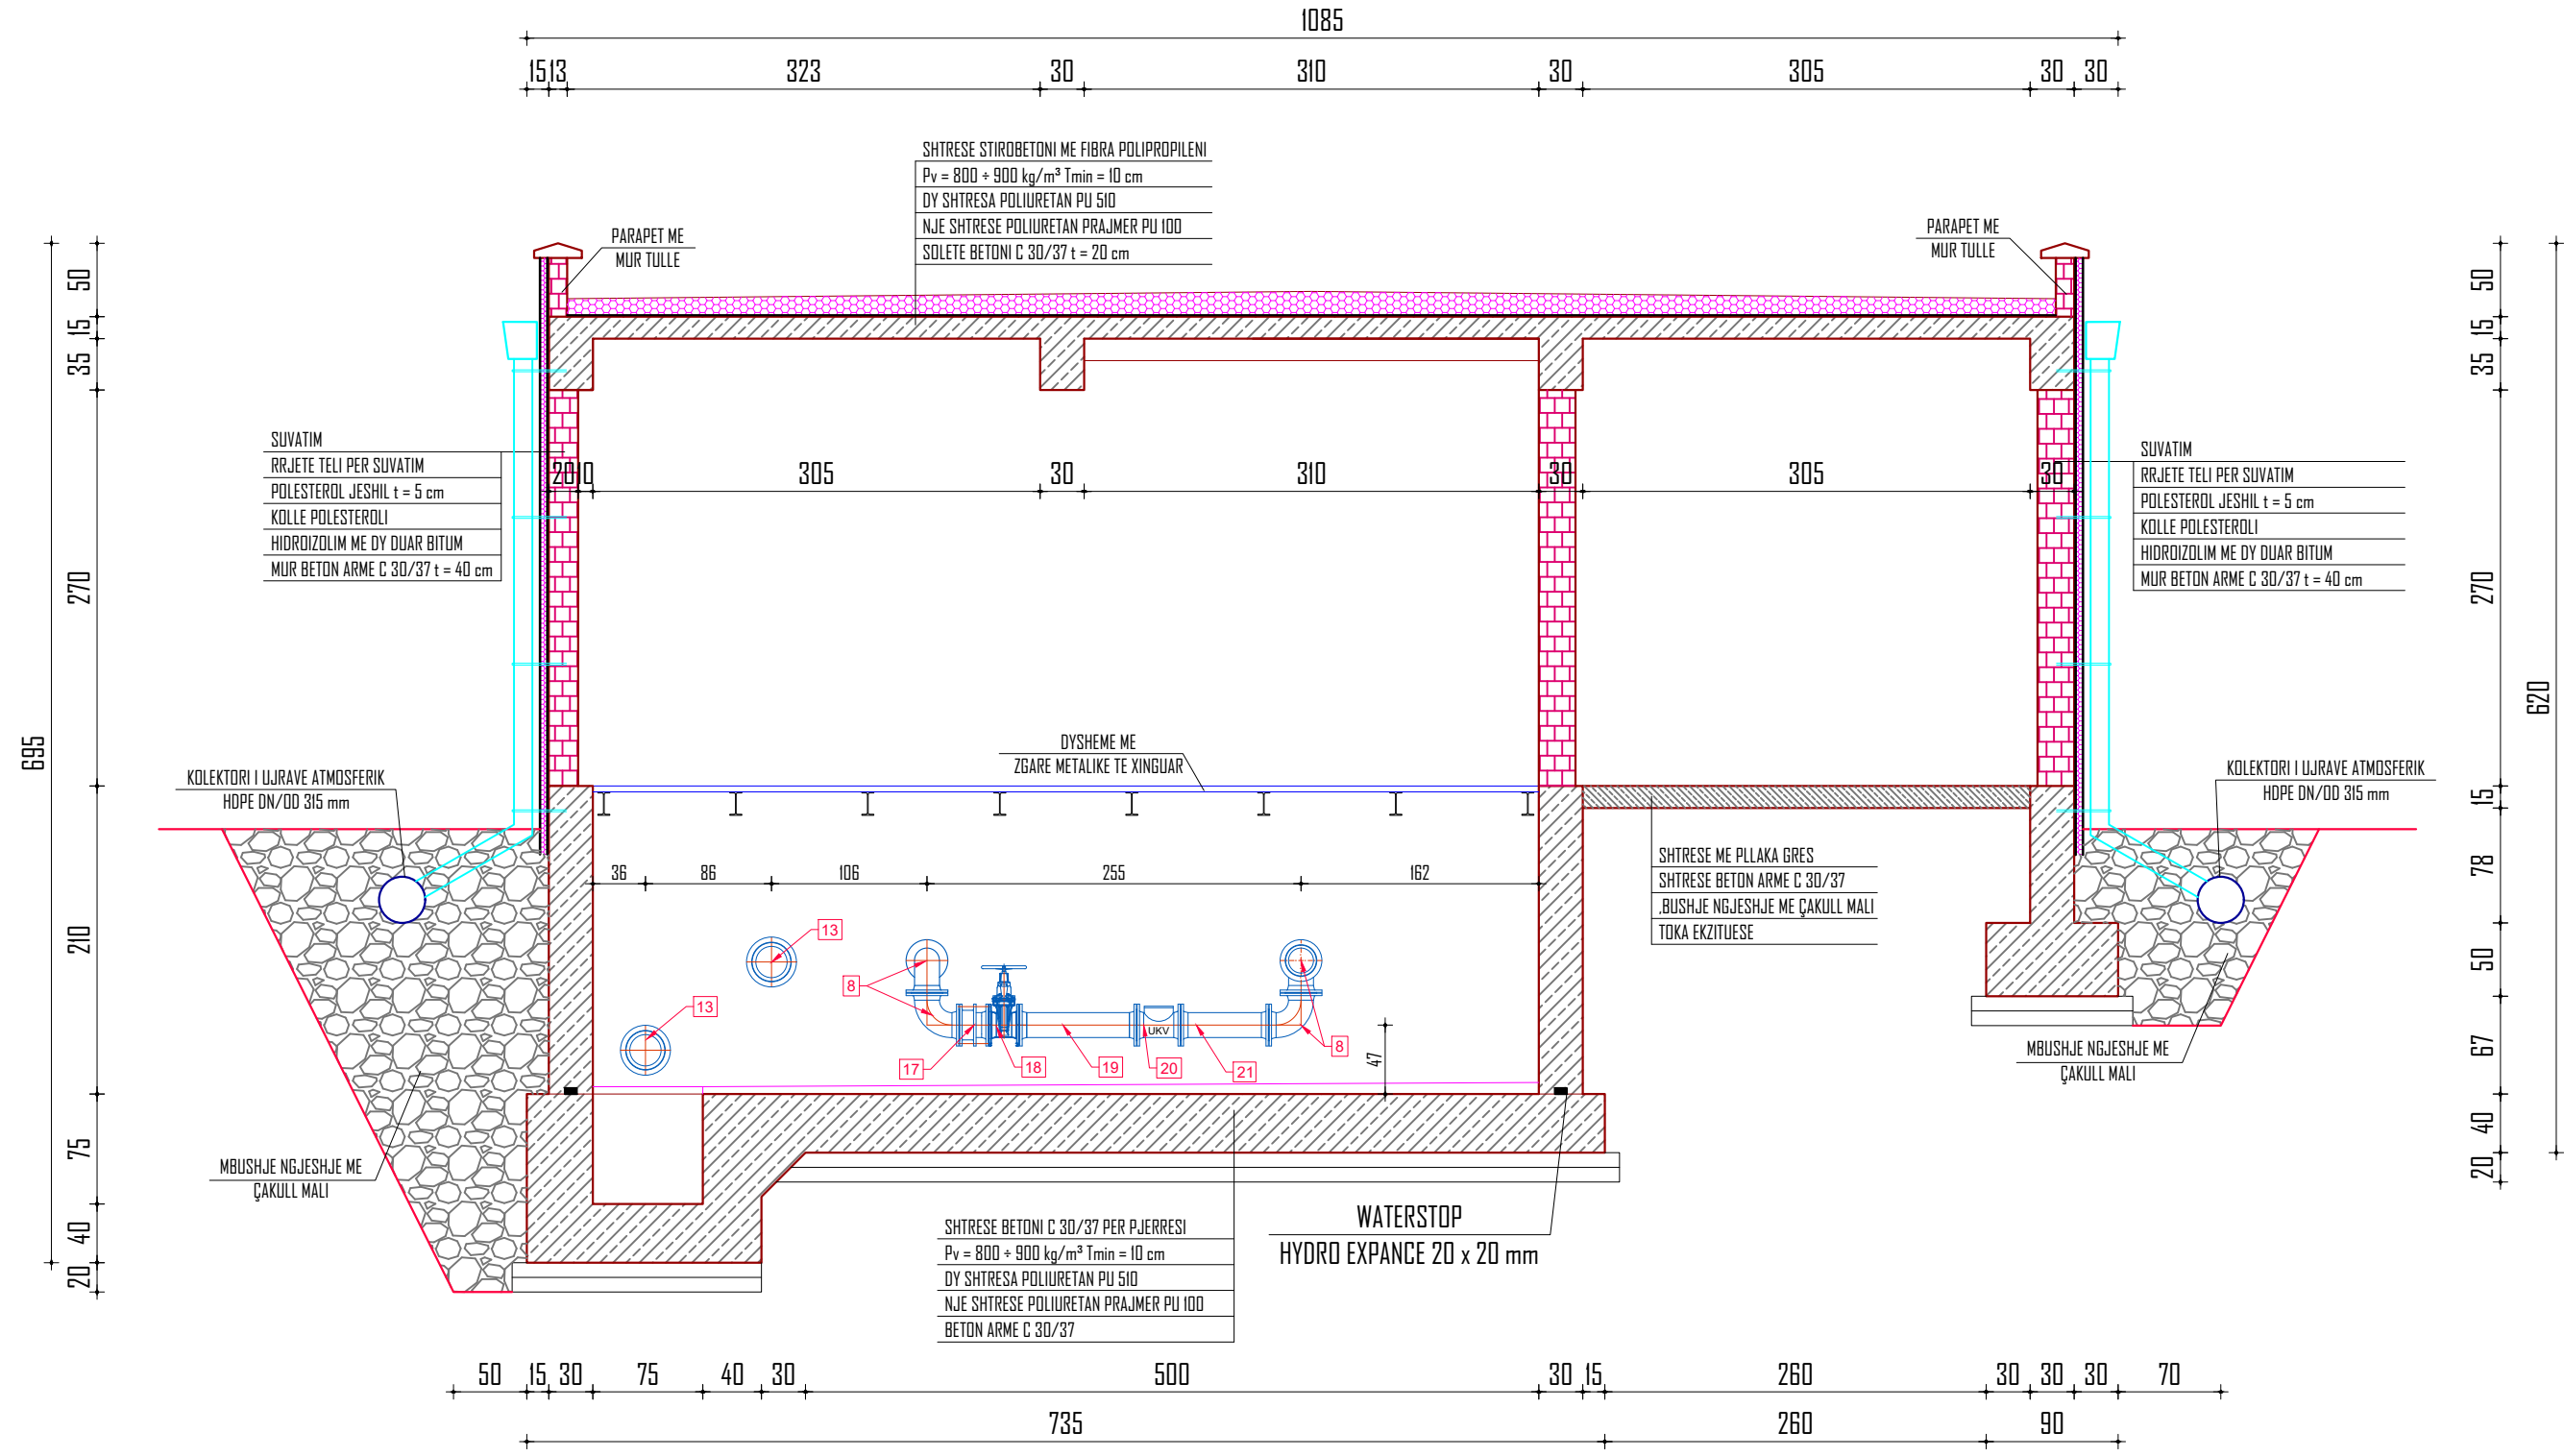 1085
15 13 323 30 310 30 305 30 30
SHTRESE STIROBETONI ME FIBRA POLIPROPILENI
Pv = 800 ÷ 900 kg/m³ Tmin = 10 cm
DY SHTRESA POLIURETAN PU 510
NJE SHTRESE POLIURETAN PRAJMER PU 100
SOLETE BETONI C 30/37 t = 20 cm
PARAPET ME
MUR TULLE
PARAPET ME
MUR TULLE
695
50
15
35
270
210
75
40
20
50
15
35
270
15
78
50
67
40
20
620
SUVATIM
RRJETE TELI PER SUVATIM
POLESTEROL JESHIL t = 5 cm
KOLLE POLESTEROLI
HIDROIZOLIM ME DY DUAR BITUM
MUR BETON ARME C 30/37 t = 40 cm
20 10 305 30 310 30 305 30
SUVATIM
RRJETE TELI PER SUVATIM
POLESTEROL JESHIL t = 5 cm
KOLLE POLESTEROLI
HIDROIZOLIM ME DY DUAR BITUM
MUR BETON ARME C 30/37 t = 40 cm
DYSHEME ME
ZGARE METALIKE TE XINGUAR
KOLEKTORI I UJRAVE ATMOSFERIK
HDPE DN/OD 315 mm
KOLEKTORI I UJRAVE ATMOSFERIK
HDPE DN/OD 315 mm
36 86 106 255 162
SHTRESE ME PLLAKA GRES
SHTRESE BETON ARME C 30/37
,BUSHJE NGJESHJE ME ÇAKULL MALI
TOKA EKZITUESE
13
8
13
UKV
8
17
18
19
20
21
47
MBUSHJE NGJESHJE ME
ÇAKULL MALI
MBUSHJE NGJESHJE ME
ÇAKULL MALI
SHTRESE BETONI C 30/37 PER PJERRESI
Pv = 800 ÷ 900 kg/m³ Tmin = 10 cm
DY SHTRESA POLIURETAN PU 510
NJE SHTRESE POLIURETAN PRAJMER PU 100
BETON ARME C 30/37
WATERSTOP
HYDRO EXPANCE 20 x 20 mm
50 15 30 75 40 30 500 30 15 260 30 30 30 70
735 260 90